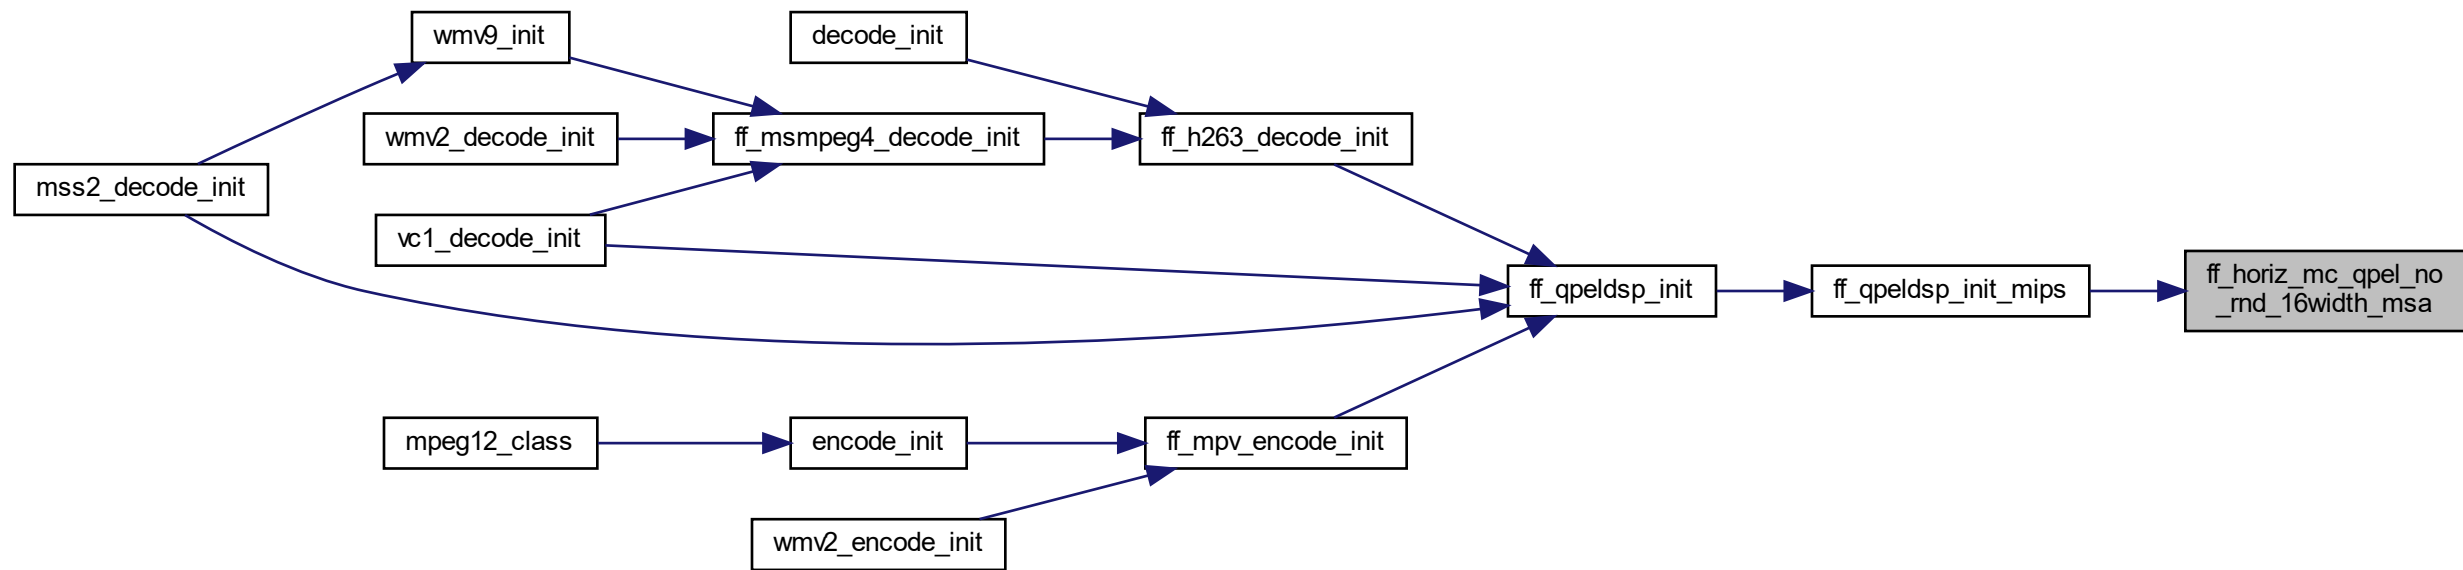 wmv9_init
decode_init
wmv2_decode_init
ff_msmpeg4_decode_init
ff_h263_decode_init
mss2_decode_init
vc1_decode_init
ff_qpeldsp_init
ff_qpeldsp_init_mips
ff_horiz_mc_qpel_no
_rnd_16width_msa
mpeg12_class
encode_init
ff_mpv_encode_init
wmv2_encode_init